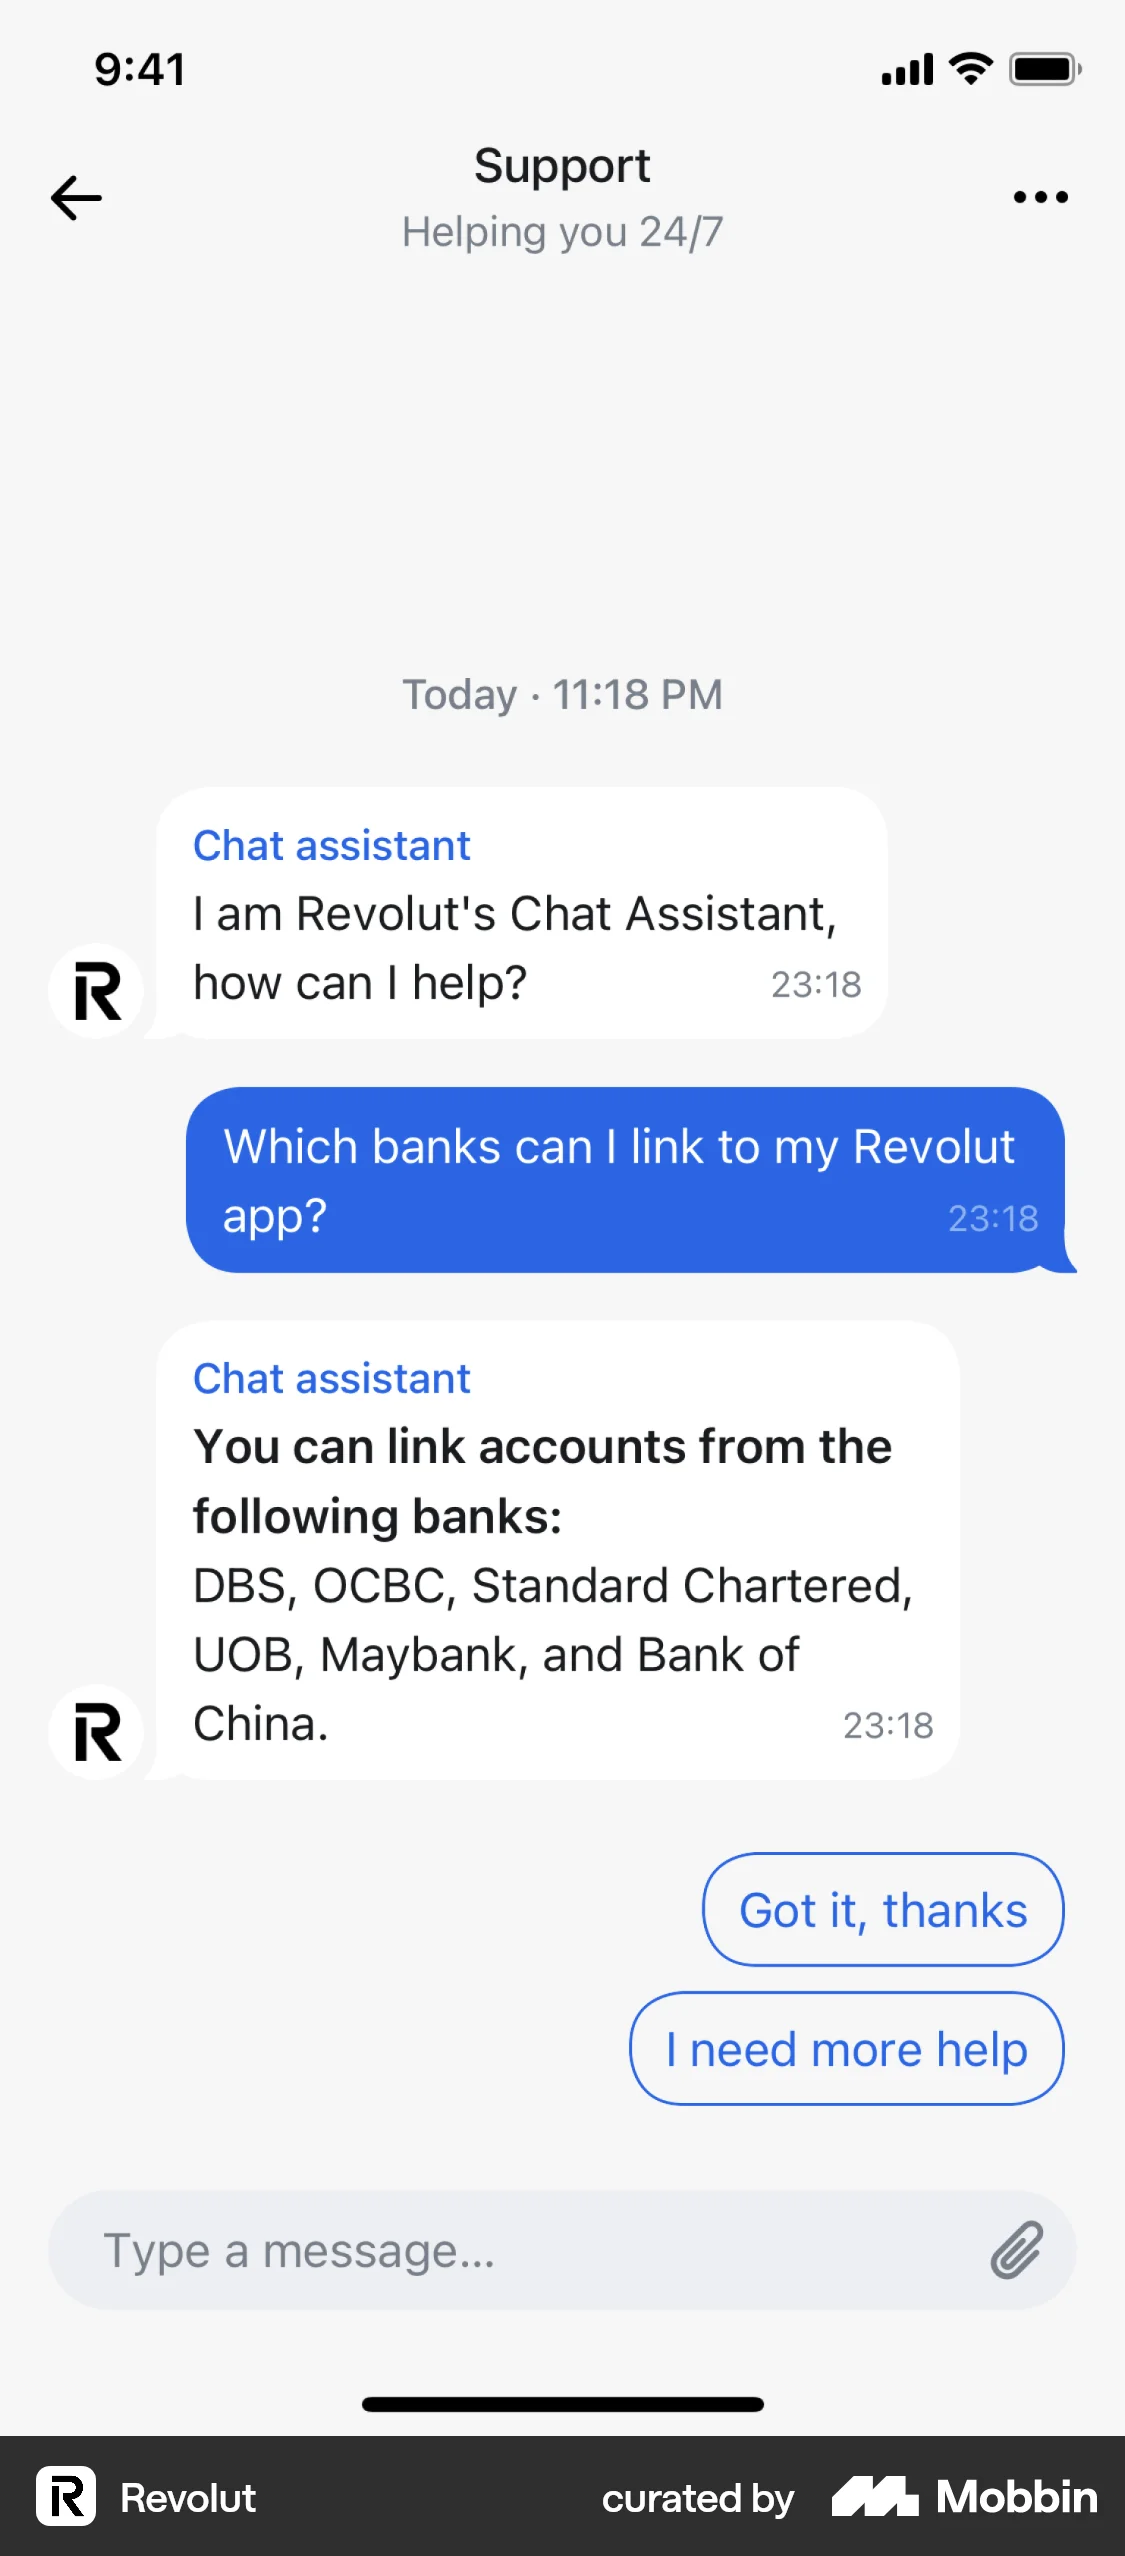 9:41
Support
Helping you 24/7
Today · 11:18 PM
Chat assistant
I am Revolut's Chat Assistant,
how can I help? 23:18
Which banks can I link to my Revolut
app? 23:18
Chat assistant
You can link accounts from the
following banks:
DBS, OCBC, Standard Chartered,
UOB, Maybank, and Bank of
China. 23:18
Got it, thanks
I need more help
Type a message...
Revolut curated by Mobbin